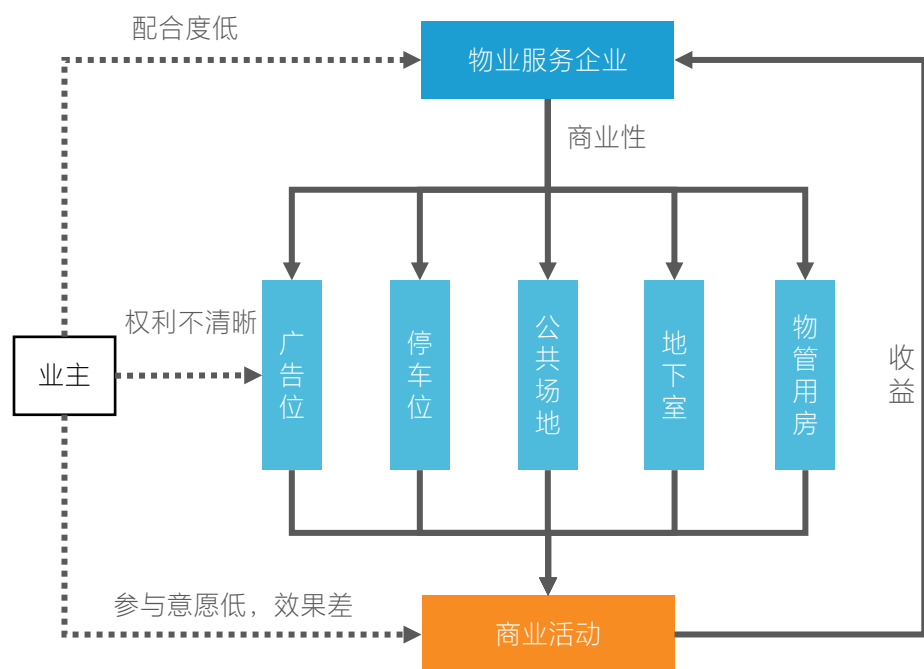 配合度低
物业服务企业
商业性
权利不清晰
业主
广告位
停车位
公共场地
地下室
物管用房
收益
参与意愿低，效果差
商业活动